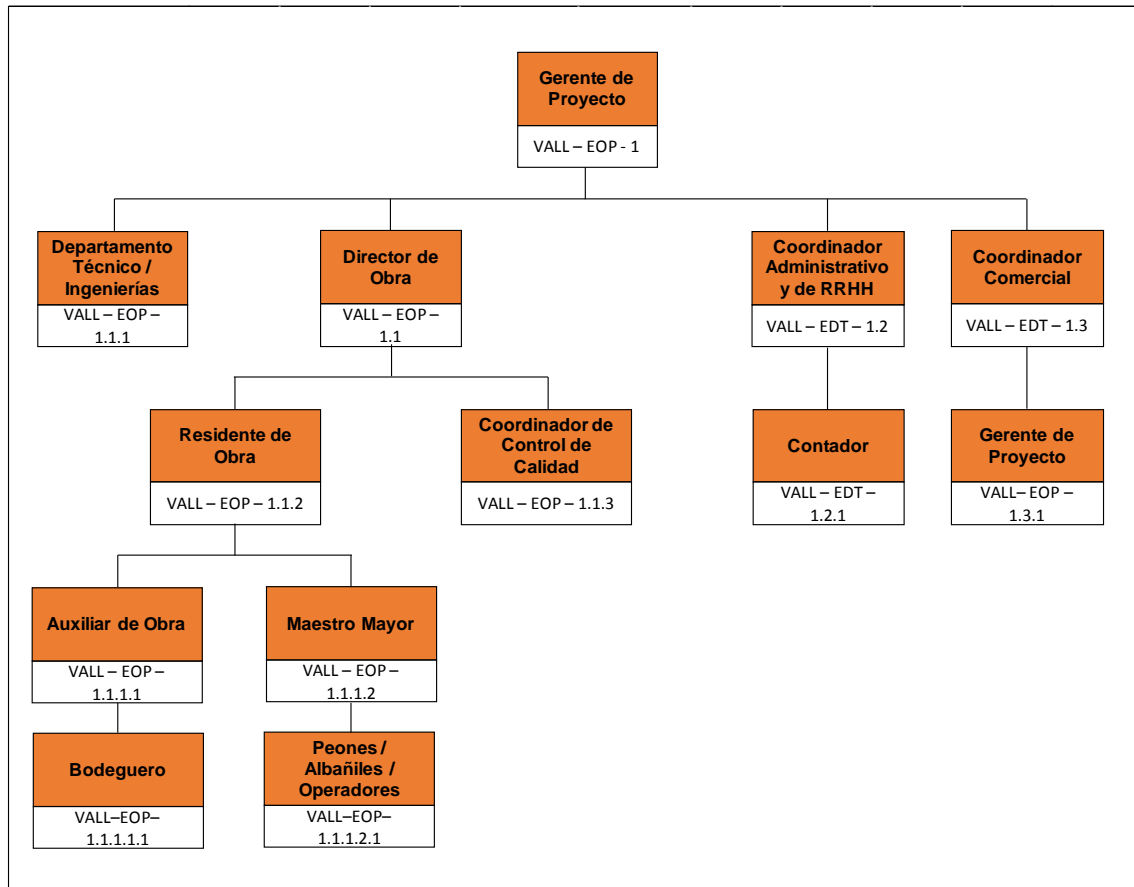 Gerente de
Proyecto
VALL – EOP - 1
Departamento
Técnico /
Ingenierías
VALL – EOP –
1.1.1
Director de
Obra
VALL – EOP –
1.1
Coordinador
Administrativo
y de RRHH
VALL – EDT – 1.2
Coordinador
Comercial
VALL – EDT – 1.3
Residente de
Obra
VALL – EOP – 1.1.2
Coordinador de
Control de
Calidad
VALL – EOP – 1.1.3
Contador
VALL – EDT –
1.2.1
Gerente de
Proyecto
VALL– EOP –
1.3.1
Auxiliar de Obra
VALL – EOP –
1.1.1.1
Maestro Mayor
VALL – EOP –
1.1.1.2
Bodeguero
VALL–EOP–
1.1.1.1.1
Peones /
Albañiles /
Operadores
VALL–EOP–
1.1.1.2.1